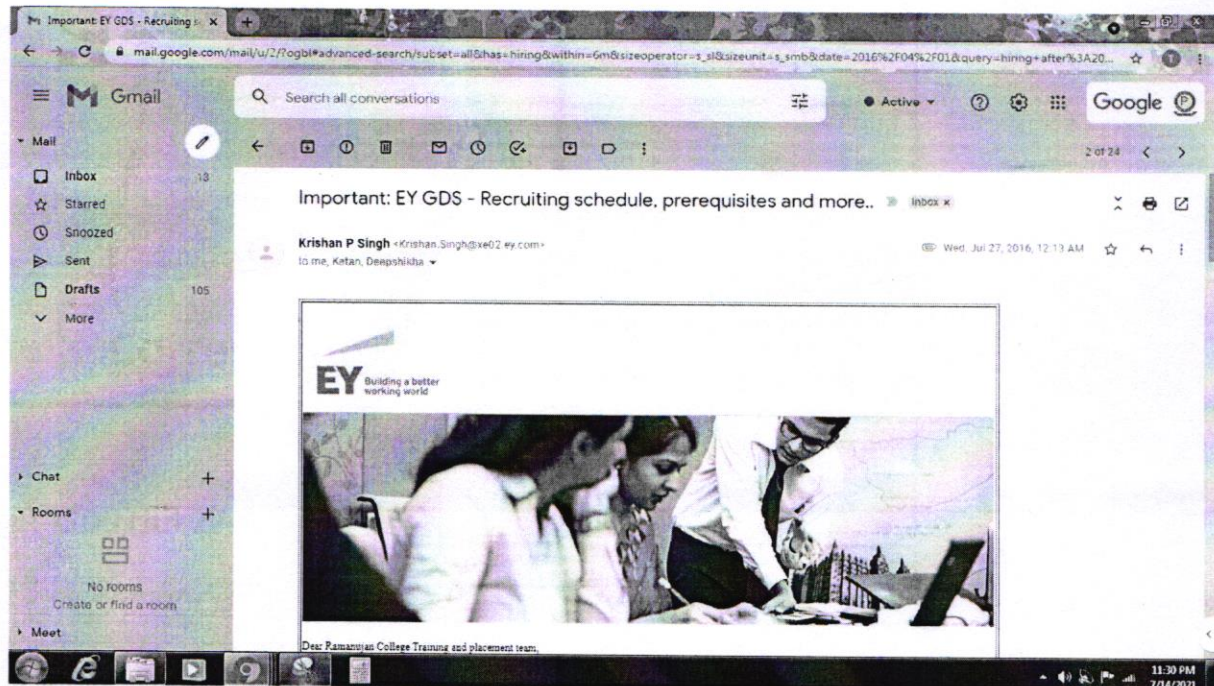 Important: EY GDS - Recruiting s
mail.google.com/mail/u/2/?ogbl#advanced-search/subset=all&has=hiring&within=6m&sizeoperator=s_sl&sizeunit=s_smb&date=2016%2F04%2F01&query=hiring+after%3A20...
Gmail
Search all conversations
Active
Google
Mail
2 of 24
Inbox 13
Starred
Snoozed
Sent
Drafts 105
More
Important: EY GDS - Recruiting schedule, prerequisites and more.. Inbox x
Krishan P Singh <Krishan.Singh@xe02.ey.com>
Wed, Jul 27, 2016, 12:13 AM
to me, Ketan, Deepshikha
EY Building a better
working world
Chat
Rooms
No rooms
Create or find a room
Meet
Dear Ramanujan College Training and placement team,
11:30 PM
7/14/2021